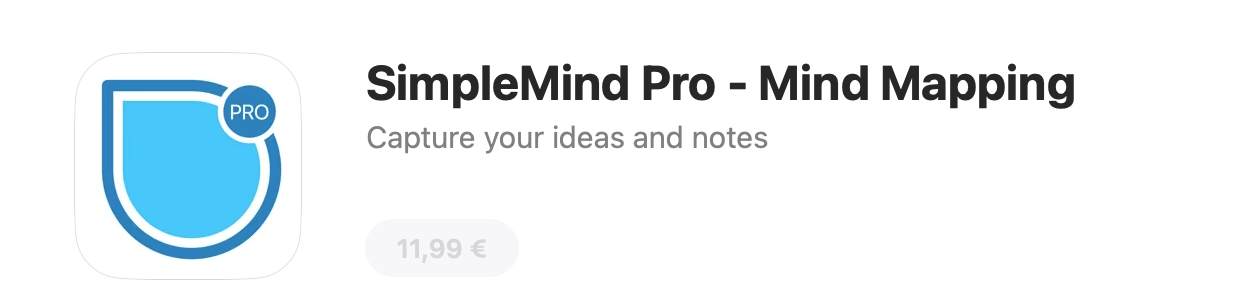 PRO
SimpleMind Pro - Mind Mapping
Capture your ideas and notes
11,99 €